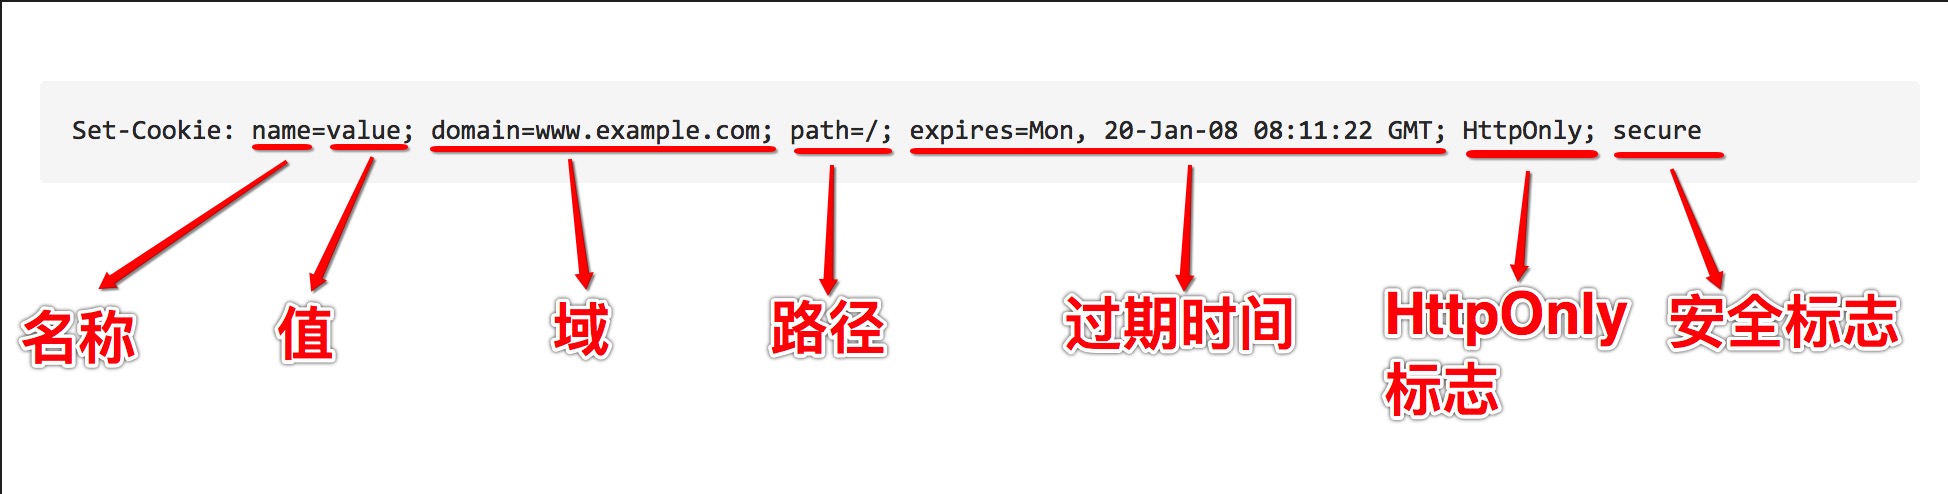 Set-Cookie: name=value; domain=www.example.com; path=/; expires=Mon, 20-Jan-08 08:11:22 GMT; HttpOnly; secure
名称
值
域
路径
过期时间
HttpOnly
标志
安全标志